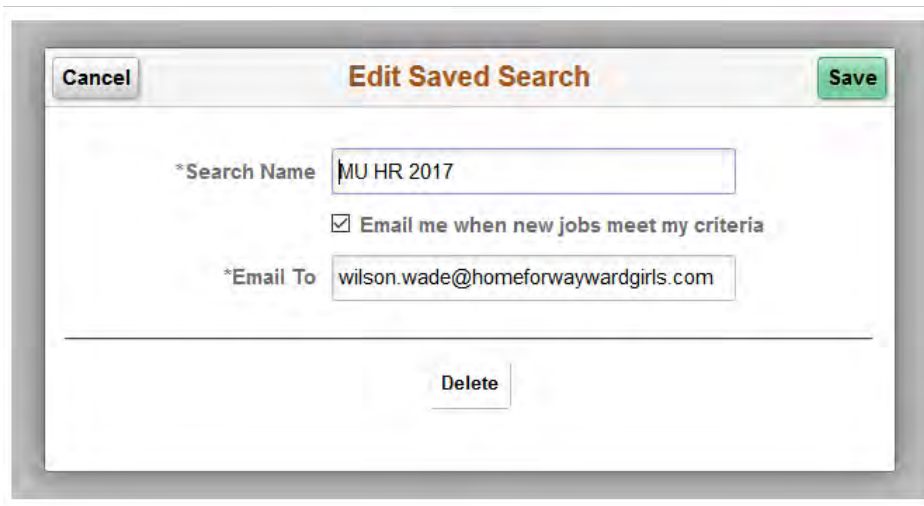 Cancel Edit Saved Search Save
*Search Name MU HR 2017
Email me when new jobs meet my criteria
*Email To wilson.wade@homeforwaywardgirls.com
Delete